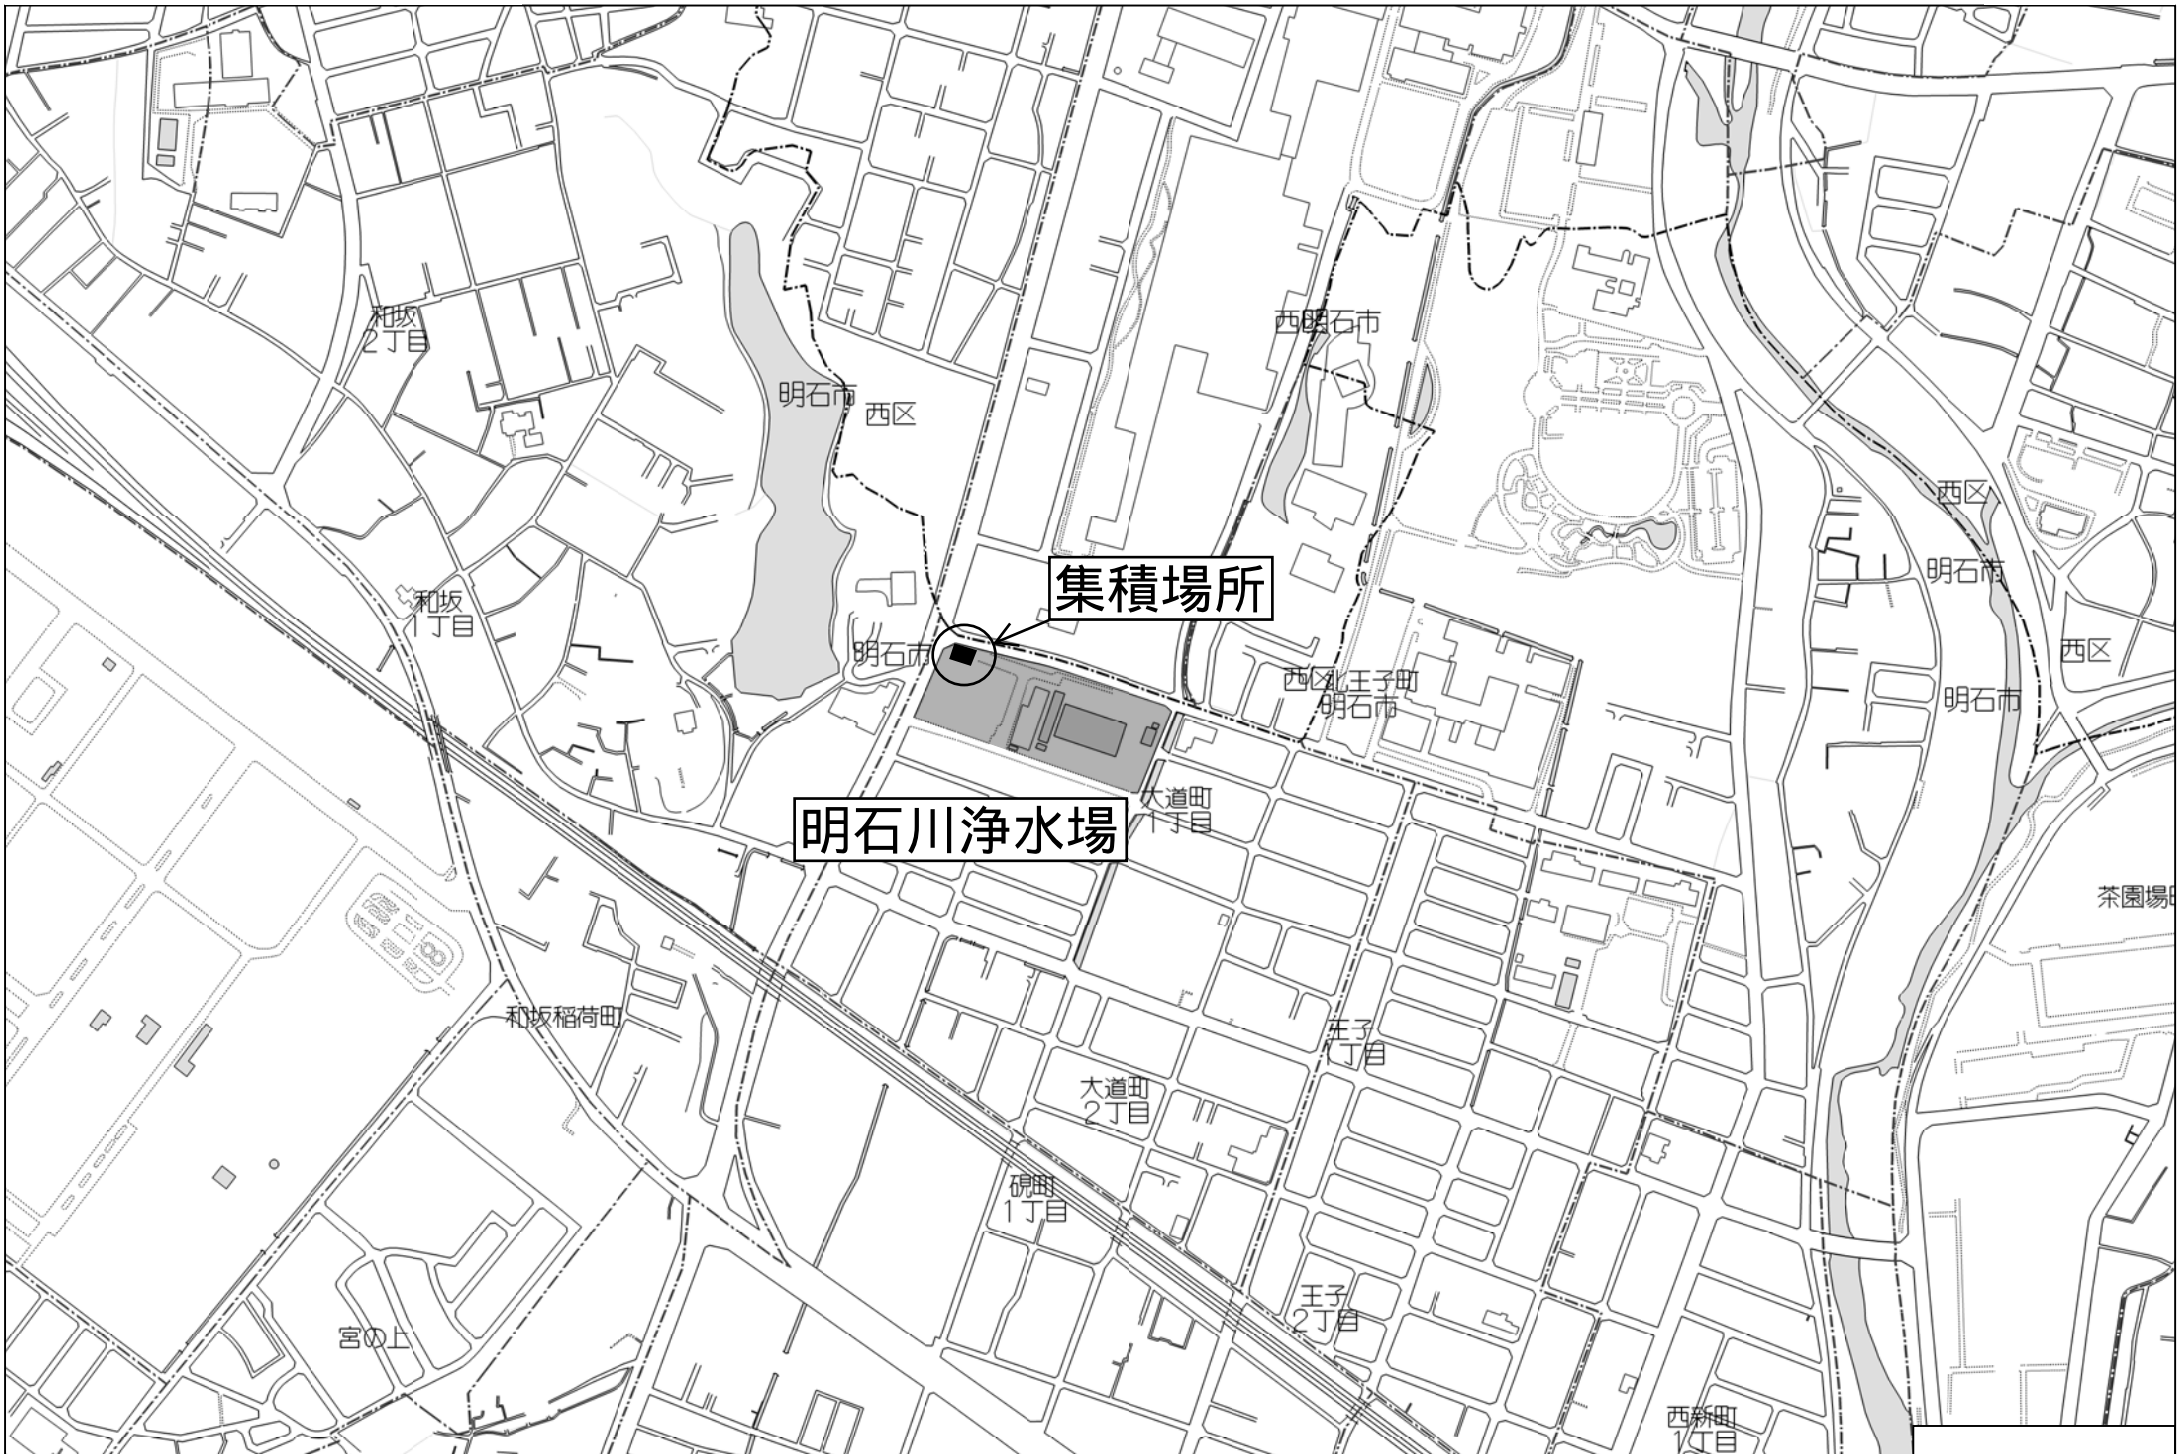 和坂
2丁目
西明石市
明石市
西区
西区
明石市
集積場所
和坂
1丁目
明石市
西区
西区
北王子町
明石市
明石市
大道町
1丁目
明石川浄水場
茶園場町
和坂稲荷町
王子
1丁目
大道町
2丁目
硯町
1丁目
王子
2丁目
宮の上
西新町
1丁目